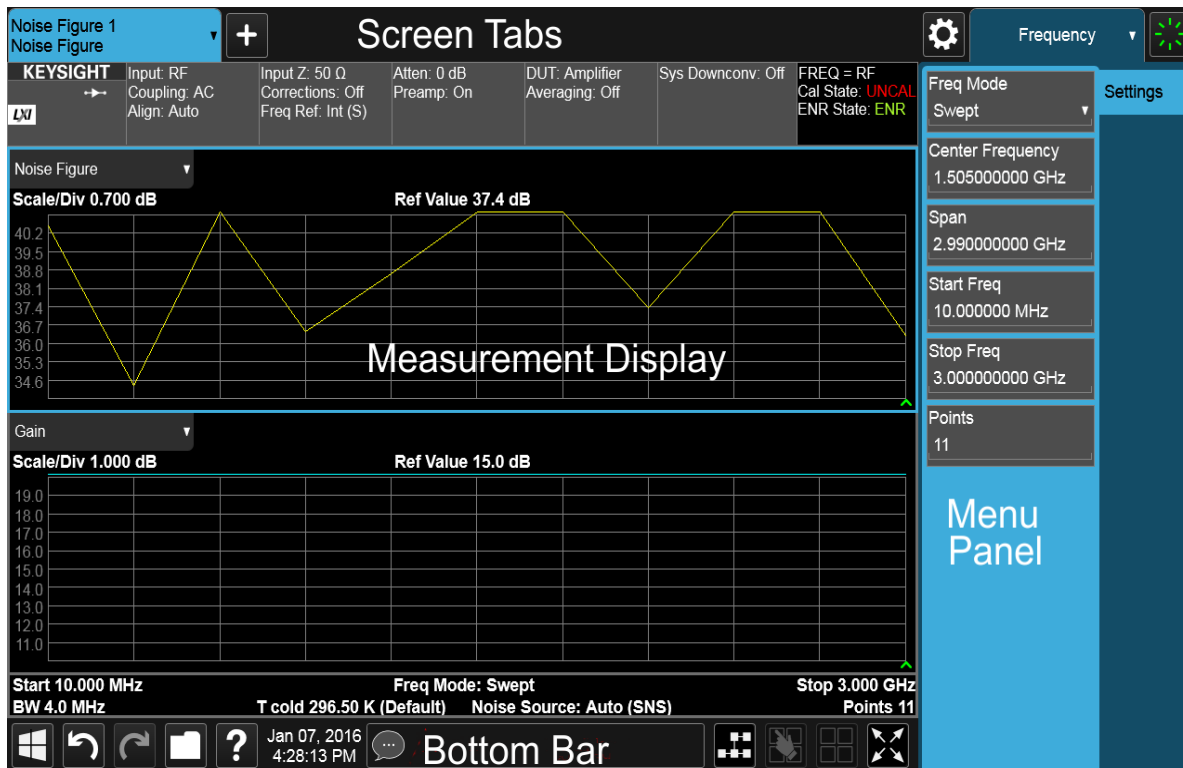 Noise Figure 1
Noise Figure
Screen Tabs
Frequency
KEYSIGHT
LXI
Input: RF
Coupling: AC
Align: Auto
Input Z: 50 Ω
Corrections: Off
Freq Ref: Int (S)
Atten: 0 dB
Preamp: On
DUT: Amplifier
Averaging: Off
Sys Downconv: Off
FREQ = RF
Cal State: UNCAL
ENR State: ENR
Noise Figure
Scale/Div 0.700 dB
Ref Value 37.4 dB
40.2
39.5
38.8
38.1
37.4
36.7
36.0
35.3
34.6
Measurement Display
Gain
Scale/Div 1.000 dB
Ref Value 15.0 dB
19.0
18.0
17.0
16.0
15.0
14.0
13.0
12.0
11.0
Start 10.000 MHz
Freq Mode: Swept
Stop 3.000 GHz
BW 4.0 MHz
T cold 296.50 K (Default)
Noise Source: Auto (SNS)
Points 11
?
Jan 07, 2016
4:28:13 PM
Bottom Bar
Freq Mode
Swept
Center Frequency
1.505000000 GHz
Span
2.990000000 GHz
Start Freq
10.000000 MHz
Stop Freq
3.000000000 GHz
Points
11
Menu
Panel
Settings